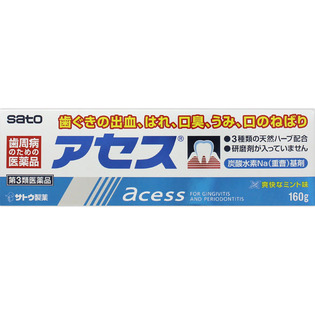 sato
歯ぐきの出血、はれ、口臭、うみ、口のねばり
歯周病
のための
医薬品
アセス®
●3種類の天然ハーブ配合
●研磨剤が入っていません
炭酸水素Na(重曹)基剤
第3類医薬品
サトウ製薬
acess
FOR GINGIVITIS
AND PERIODONTITIS
爽快なミント味
160g